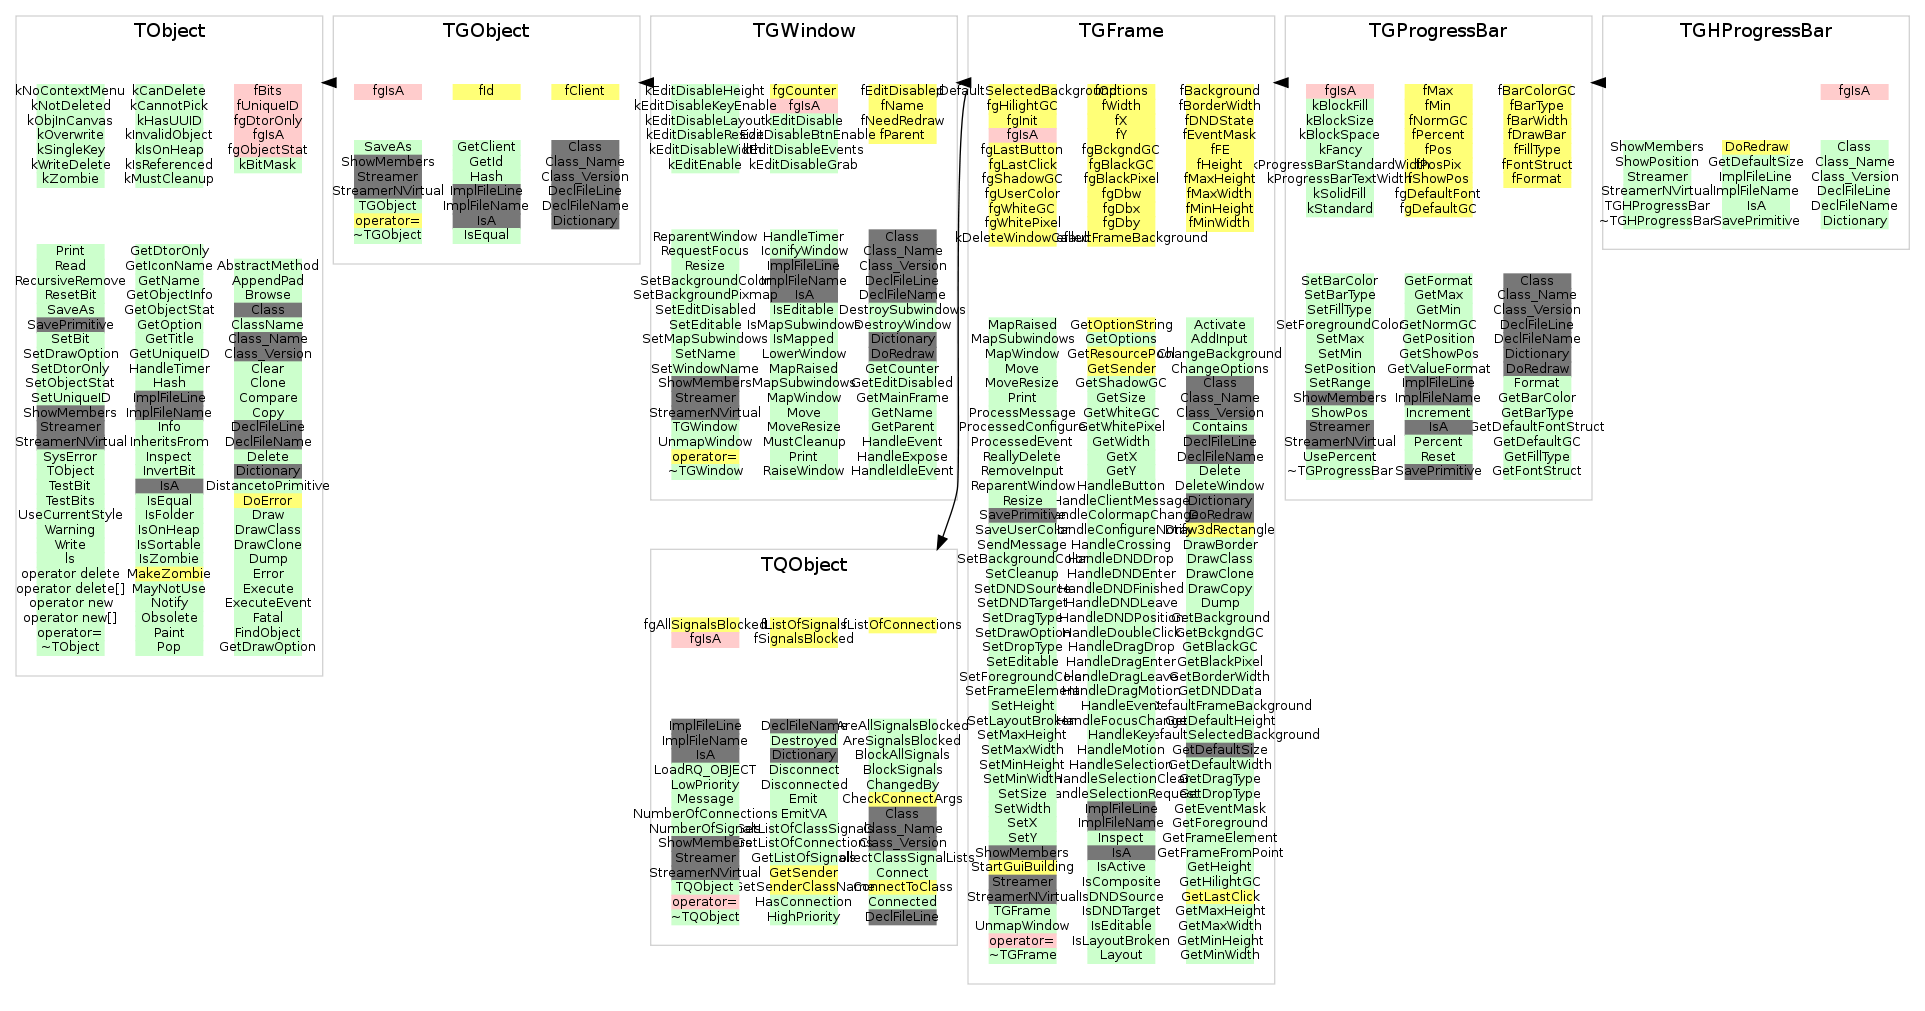 TObject
kNoContextMenu kCanDelete fBits
kNotDeleted kCannotPick fUniqueID
kObjInCanvas kHasUUID fgDtorOnly
kOverwrite kInvalidObject fgIsA
kSingleKey kIsOnHeap fgObjectStat
kWriteDelete kIsReferenced kBitMask
kZombie kMustCleanup
Print GetDtorOnly
Read GetIconName AbstractMethod
RecursiveRemove GetName AppendPad
ResetBit GetObjectInfo Browse
SaveAs GetObjectStat Class
SavePrimitive GetOption ClassName
SetBit GetTitle Class_Name
SetDrawOption GetUniqueID Class_Version
SetDtorOnly HandleTimer Clear
SetObjectStat Hash Clone
SetUniqueID ImplFileLine Compare
ShowMembers ImplFileName Copy
Streamer Info DeclFileLine
StreamerNVirtual InheritsFrom DeclFileName
SysError Inspect Delete
TObject InvertBit Dictionary
TestBit IsA DistancetoPrimitive
TestBits IsEqual DoError
UseCurrentStyle IsFolder Draw
Warning IsOnHeap DrawClass
Write IsSortable DrawClone
ls IsZombie Dump
operator delete MakeZombie Error
operator delete[] MayNotUse Execute
operator new Notify ExecuteEvent
operator new[] Obsolete Fatal
operator= Paint FindObject
~TObject Pop GetDrawOption
TGObject
fgIsA fId fClient
SaveAs GetClient Class
ShowMembers GetId Class_Name
Streamer Hash Class_Version
StreamerNVirtual ImplFileLine DeclFileLine
TGObject ImplFileName DeclFileName
operator= IsA Dictionary
~TGObject IsEqual
TGWindow
kEditDisableHeight fgCounter fEditDisabled
kEditDisableKeyEnable fgIsA fName
kEditDisableLayout kEditDisable fNeedRedraw
kEditDisableResize kEditDisableBtnEnable fParent
kEditDisableWidth kEditDisableEvents
kEditEnable kEditDisableGrab
ReparentWindow HandleTimer Class
RequestFocus IconifyWindow Class_Name
Resize ImplFileLine Class_Version
SetBackgroundColor ImplFileName DeclFileLine
SetBackgroundPixmap IsA DeclFileName
SetEditDisabled IsEditable DestroySubwindows
SetEditable IsMapSubwindows DestroyWindow
SetMapSubwindows IsMapped Dictionary
SetName LowerWindow DoRedraw
SetWindowName MapRaised GetCounter
ShowMembers MapSubwindows GetEditDisabled
Streamer MapWindow GetMainFrame
StreamerNVirtual Move GetName
TGWindow MoveResize GetParent
UnmapWindow MustCleanup HandleEvent
operator= Print HandleExpose
~TGWindow RaiseWindow HandleIdleEvent
TQObject
fgAllSignalsBlocked fListOfSignals fListOfConnections
fgIsA fSignalsBlocked
ImplFileLine DeclFileName AreAllSignalsBlocked
ImplFileName Destroyed AreSignalsBlocked
IsA Dictionary BlockAllSignals
LoadRQ_OBJECT Disconnect BlockSignals
LowPriority Disconnected ChangedBy
Message Emit CheckConnectArgs
NumberOfConnections EmitVA Class
NumberOfSignals GetListOfClassSignals Class_Name
ShowMembers GetListOfConnections Class_Version
Streamer GetListOfSignals CollectClassSignalLists
StreamerNVirtual GetSender Connect
TQObject GetSenderClassName ConnectToClass
operator= HasConnection Connected
~TQObject HighPriority DeclFileLine
TGFrame
fOptions fBackground
fgHilightGC fWidth fBorderWidth
fgInit fX fDNDState
fgIsA fY fEventMask
fgLastButton fgBckgndGC fFE
fgLastClick fgBlackGC fHeight
fgShadowGC fgBlackPixel fMaxHeight
fgUserColor fgDbw fMaxWidth
fgWhiteGC fgDbx fMinHeight
fgWhitePixel fgDby fMinWidth
MapRaised GetOptionString Activate
MapSubwindows GetOptions AddInput
MapWindow GetResourcePool ChangeBackground
Move GetSender ChangeOptions
MoveResize GetShadowGC Class
Print GetSize Class_Name
ProcessMessage GetWhiteGC Class_Version
ProcessedConfigure GetWhitePixel Contains
ProcessedEvent GetWidth DeclFileLine
ReallyDelete GetX DeclFileName
RemoveInput GetY Delete
ReparentWindow HandleButton DeleteWindow
Resize HandleClientMessage Dictionary
SavePrimitive HandleColormapChange DoRedraw
SaveUserColor HandleConfigureNotify Draw3dRectangle
SendMessage HandleCrossing DrawBorder
SetBackgroundColor HandleDNDDrop DrawClass
SetCleanup HandleDNDEnter DrawClone
SetDNDSource HandleDNDFinished DrawCopy
SetDNDTarget HandleDNDLeave Dump
SetDragType HandleDNDPosition GetBackground
SetDrawOption HandleDoubleClick GetBckgndGC
SetDropType HandleDragDrop GetBlackGC
SetEditable HandleDragEnter GetBlackPixel
SetForegroundColor HandleDragLeave GetBorderWidth
SetFrameElement HandleDragMotion GetDNDData
SetHeight HandleEvent GetDefaultFrameBackground
SetLayoutBroken HandleFocusChange GetDefaultHeight
SetMaxHeight HandleKey GetDefaultSelectedBackground
SetMaxWidth HandleMotion GetDefaultSize
SetMinHeight HandleSelection GetDefaultWidth
SetMinWidth HandleSelectionClear GetDragType
SetSize HandleSelectionRequest GetDropType
SetWidth ImplFileLine GetEventMask
SetX ImplFileName GetForeground
SetY Inspect GetFrameElement
ShowMembers IsA GetFrameFromPoint
StartGuiBuilding IsActive GetHeight
Streamer IsComposite GetHilightGC
StreamerNVirtual IsDNDSource GetLastClick
TGFrame IsDNDTarget GetMaxHeight
UnmapWindow IsEditable GetMaxWidth
operator= IsLayoutBroken GetMinHeight
~TGFrame Layout GetMinWidth
TGProgressBar
fgIsA fMax fBarColorGC
kBlockFill fMin fBarType
kBlockSize fNormGC fBarWidth
kBlockSpace fPercent fDrawBar
kFancy fPos fFillType
kProgressBarStandardWidth fPosPix fFontStruct
kProgressBarTextWidth fShowPos fFormat
kSolidFill fgDefaultFont
kStandard fgDefaultGC
SetBarColor GetFormat Class
SetBarType GetMax Class_Name
SetFillType GetMin Class_Version
SetForegroundColor GetNormGC DeclFileLine
SetMax GetPosition DeclFileName
SetMin GetShowPos Dictionary
SetPosition GetValueFormat DoRedraw
SetRange ImplFileLine Format
ShowMembers ImplFileName GetBarColor
ShowPos Increment GetBarType
Streamer IsA GetDefaultFontStruct
StreamerNVirtual Percent GetDefaultGC
UsePercent Reset GetFillType
~TGProgressBar SavePrimitive GetFontStruct
TGHProgressBar
fgIsA
ShowMembers DoRedraw Class
ShowPosition GetDefaultSize Class_Name
Streamer ImplFileLine Class_Version
StreamerNVirtual ImplFileName DeclFileLine
TGHProgressBar IsA DeclFileName
~TGHProgressBar SavePrimitive Dictionary